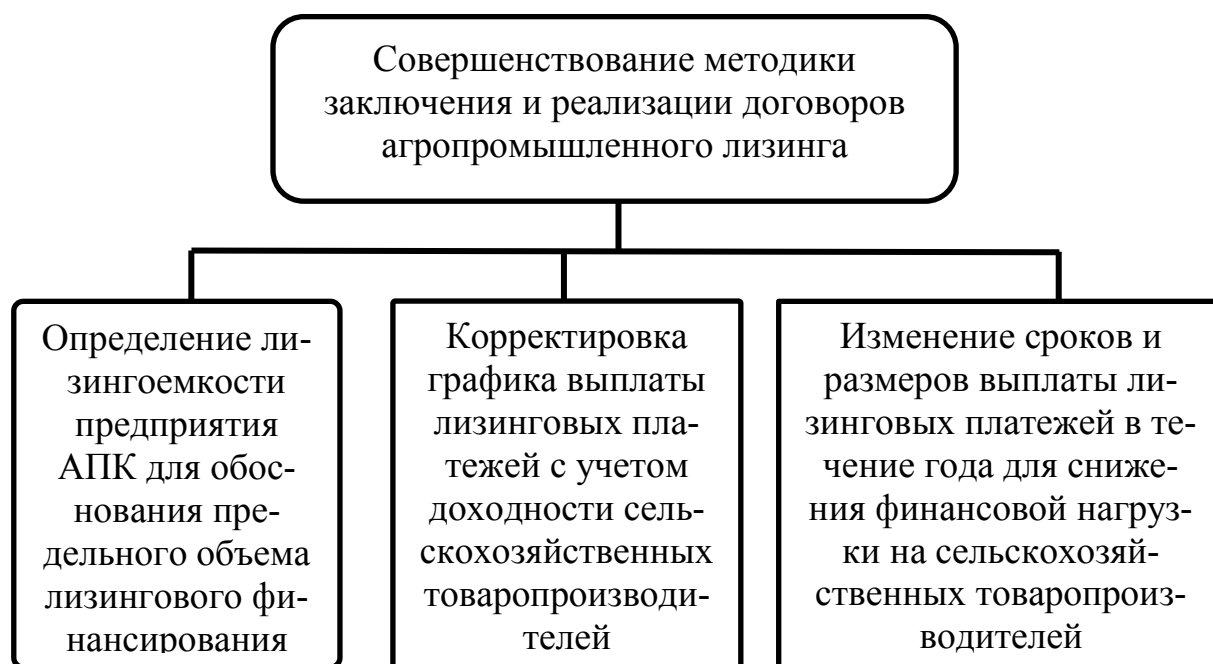 Совершенствование методики
заключения и реализации договоров
агропромышленного лизинга
Определение ли-
зингоемкости
предприятия
АПК для обос-
нования пре-
дельного объема
лизингового фи-
нансирования
Корректировка
графика выплаты
лизинговых пла-
тежей с учетом
доходности сель-
скохозяйственных
товаропроизводи-
телей
Изменение сроков и
размеров выплаты ли-
зинговых платежей в те-
чение года для сниже-
ния финансовой нагруз-
ки на сельскохозяй-
ственных товаропроиз-
водителей